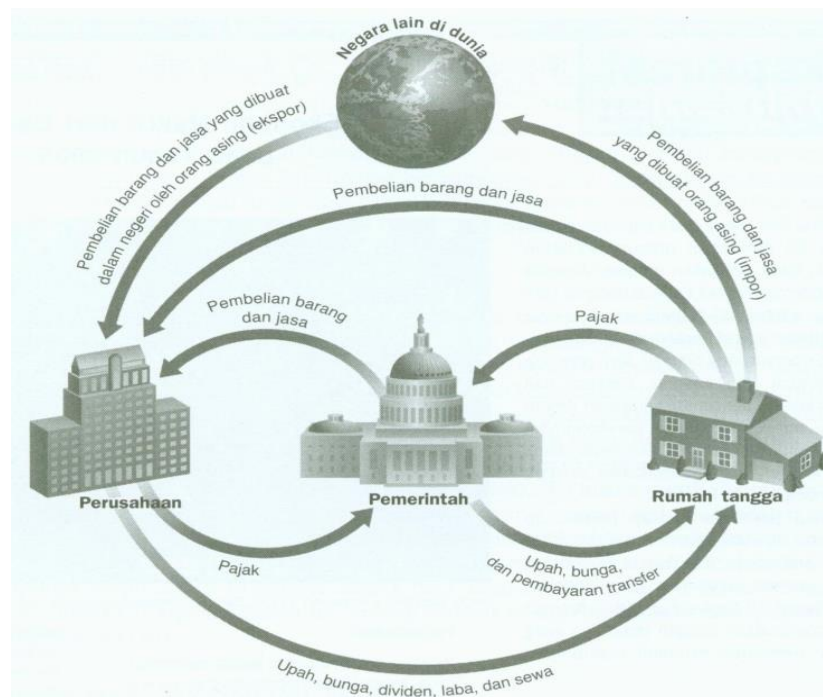 Negara lain di dunia
Pembelian barang dan jasa yang dibuat
dalam negeri oleh orang asing (ekspor)
Pembelian barang dan jasa
yang dibuat orang asing (impor)
Pembelian barang dan jasa
Pembelian barang
dan jasa
Pajak
Perusahaan
Pemerintah
Rumah tangga
Pajak
Upah, bunga,
dan pembayaran transfer
Upah, bunga, dividen, laba, dan sewa